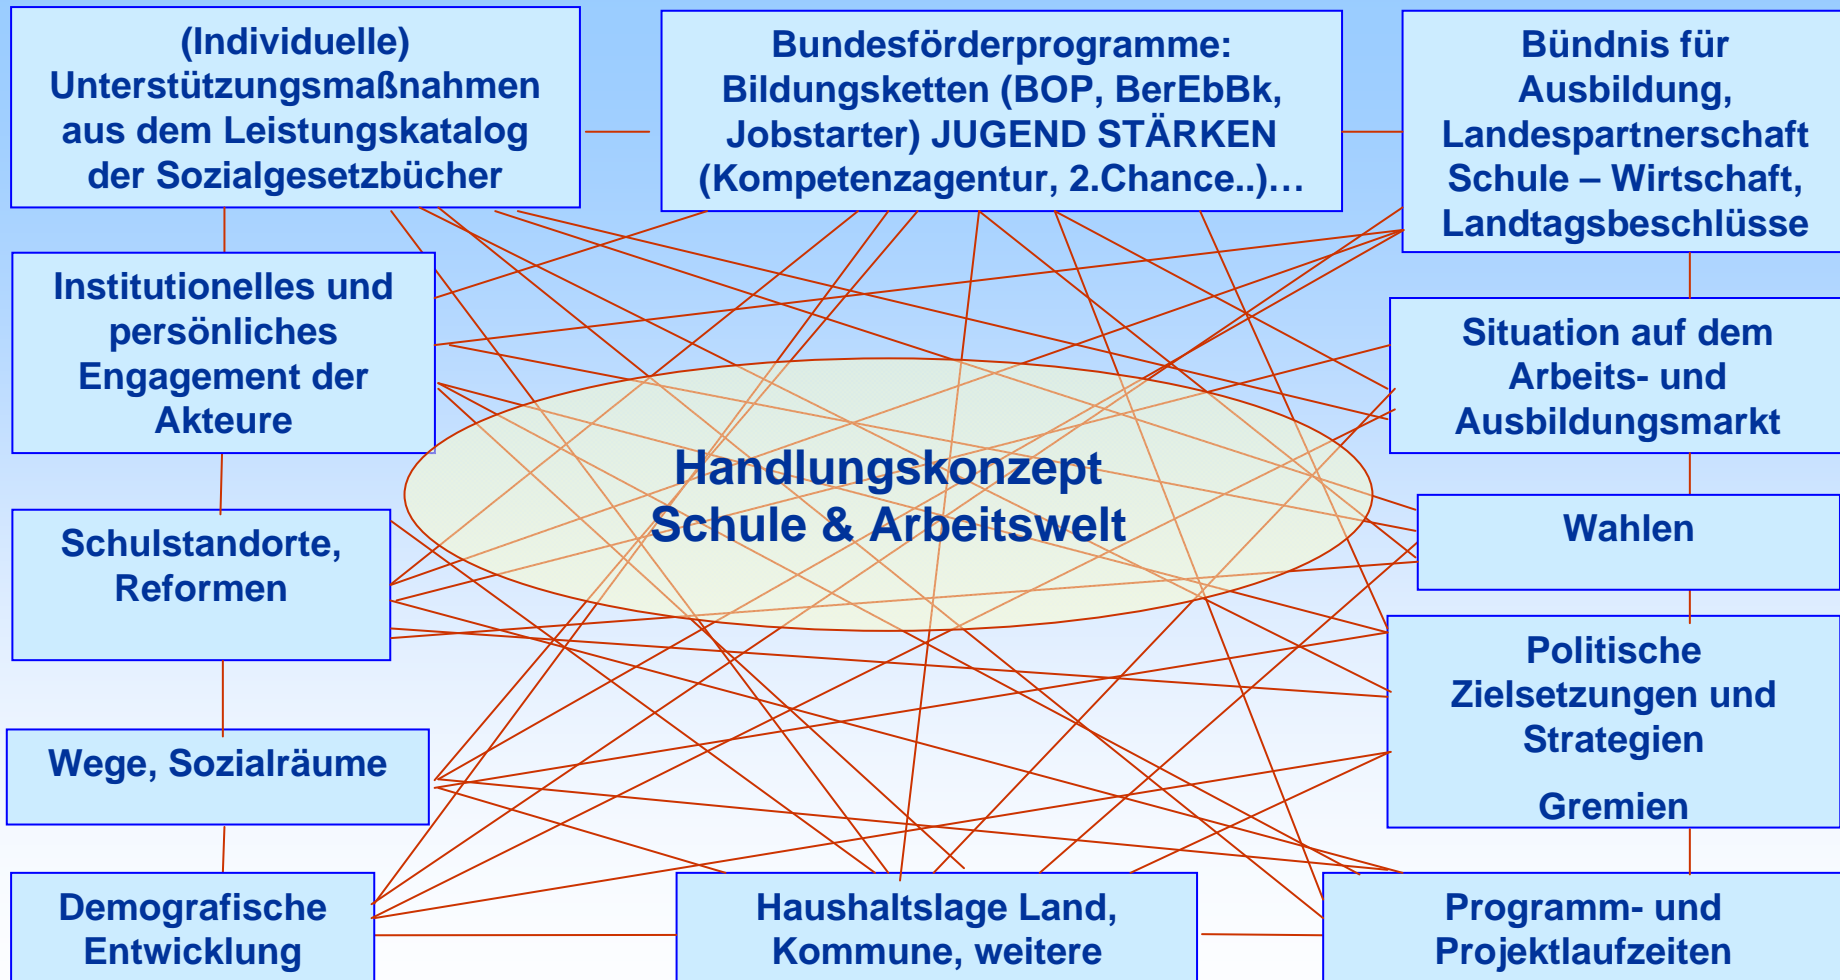 (Individuelle)
Unterstützungsmaßnahmen
aus dem Leistungskatalog
der Sozialgesetzbücher
Bundesförderprogramme:
Bildungsketten (BOP, BerEbBk,
Jobstarter) JUGEND STÄRKEN
(Kompetenzagentur, 2.Chance..)…
Bündnis für
Ausbildung,
Landespartnerschaft
Schule – Wirtschaft,
Landtagsbeschlüsse
Institutionelles und
persönliches
Engagement der
Akteure
Situation auf dem
Arbeits- und
Ausbildungsmarkt
Handlungskonzept
Schule & Arbeitswelt
Schulstandorte,
Reformen
Wahlen
Wege, Sozialräume
Politische
Zielsetzungen und
Strategien
Gremien
Demografische
Entwicklung
Haushaltslage Land,
Kommune, weitere
Programm- und
Projektlaufzeiten